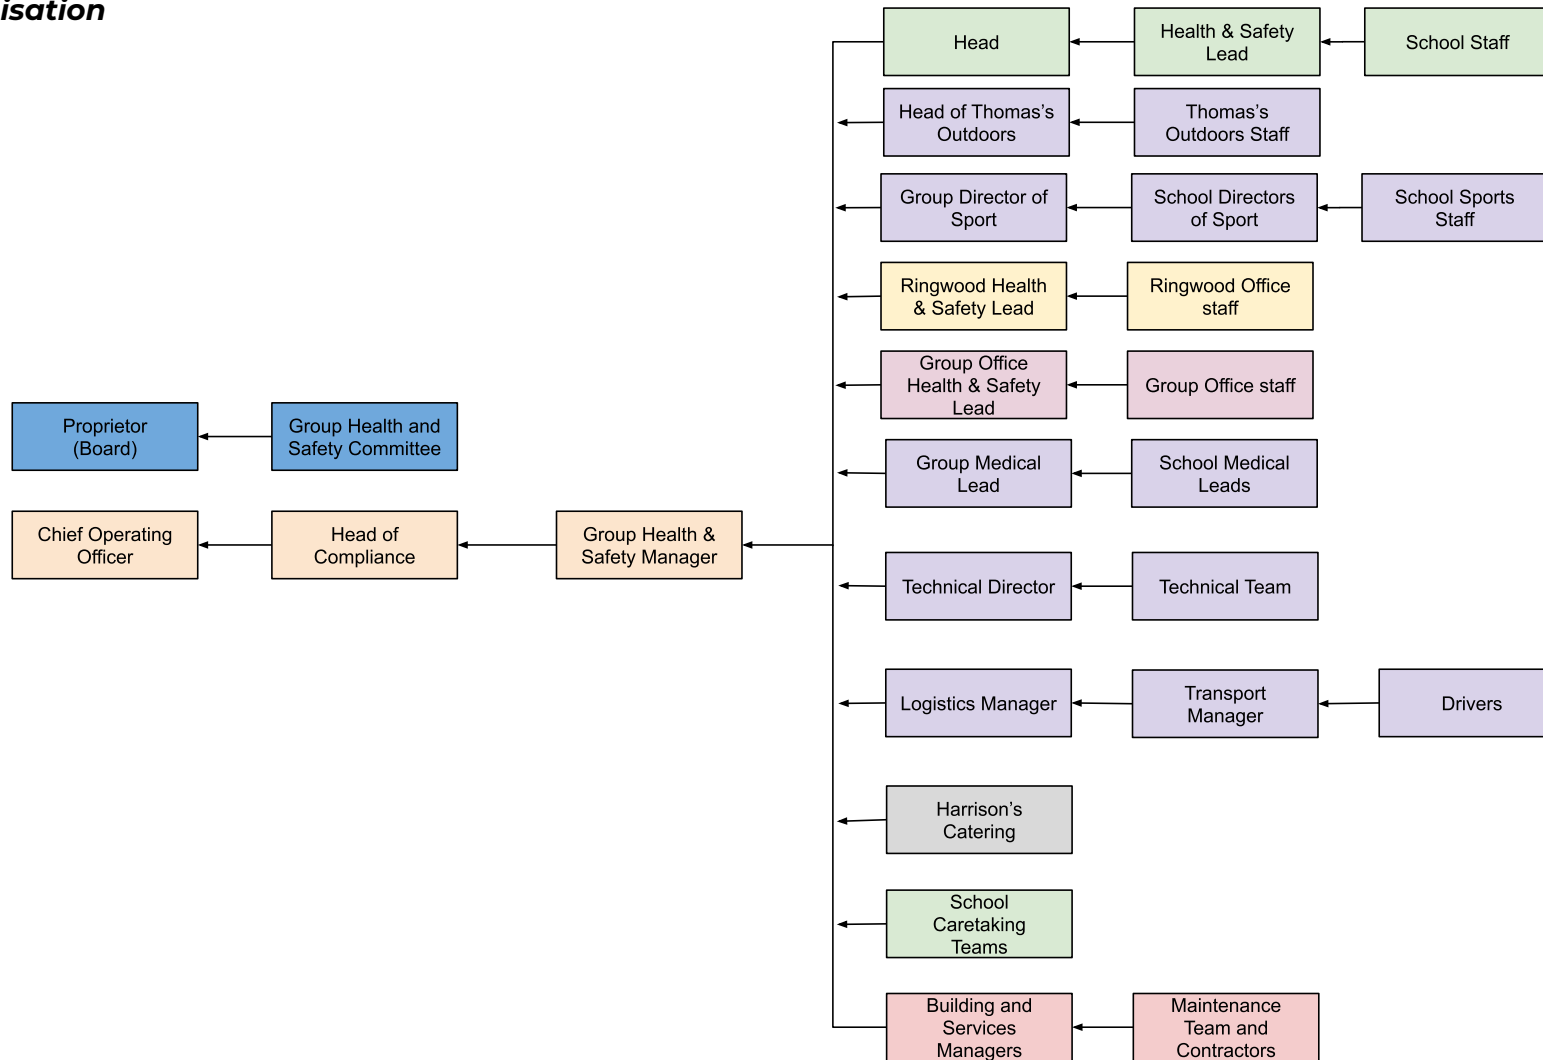 isation
Head
Health & Safety
Lead
School Staff
Head of Thomas’s
Outdoors
Thomas’s
Outdoors Staff
Group Director of
Sport
School Directors
of Sport
School Sports
Staff
Ringwood Health
& Safety Lead
Ringwood Office
staff
Group Office
Health & Safety
Lead
Group Office staff
Proprietor
(Board)
Group Health and
Safety Committee
Group Medical
Lead
School Medical
Leads
Chief Operating
Officer
Head of
Compliance
Group Health &
Safety Manager
Technical Director
Technical Team
Logistics Manager
Transport
Manager
Drivers
Harrison’s
Catering
School
Caretaking
Teams
Building and
Services
Managers
Maintenance
Team and
Contractors